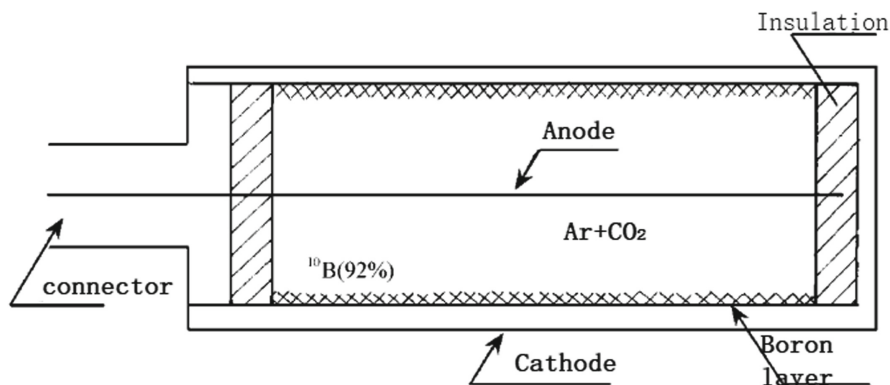 Insulation
Anode
Ar+CO₂
¹⁰B(92%)
connector
Boron
Cathode
layer